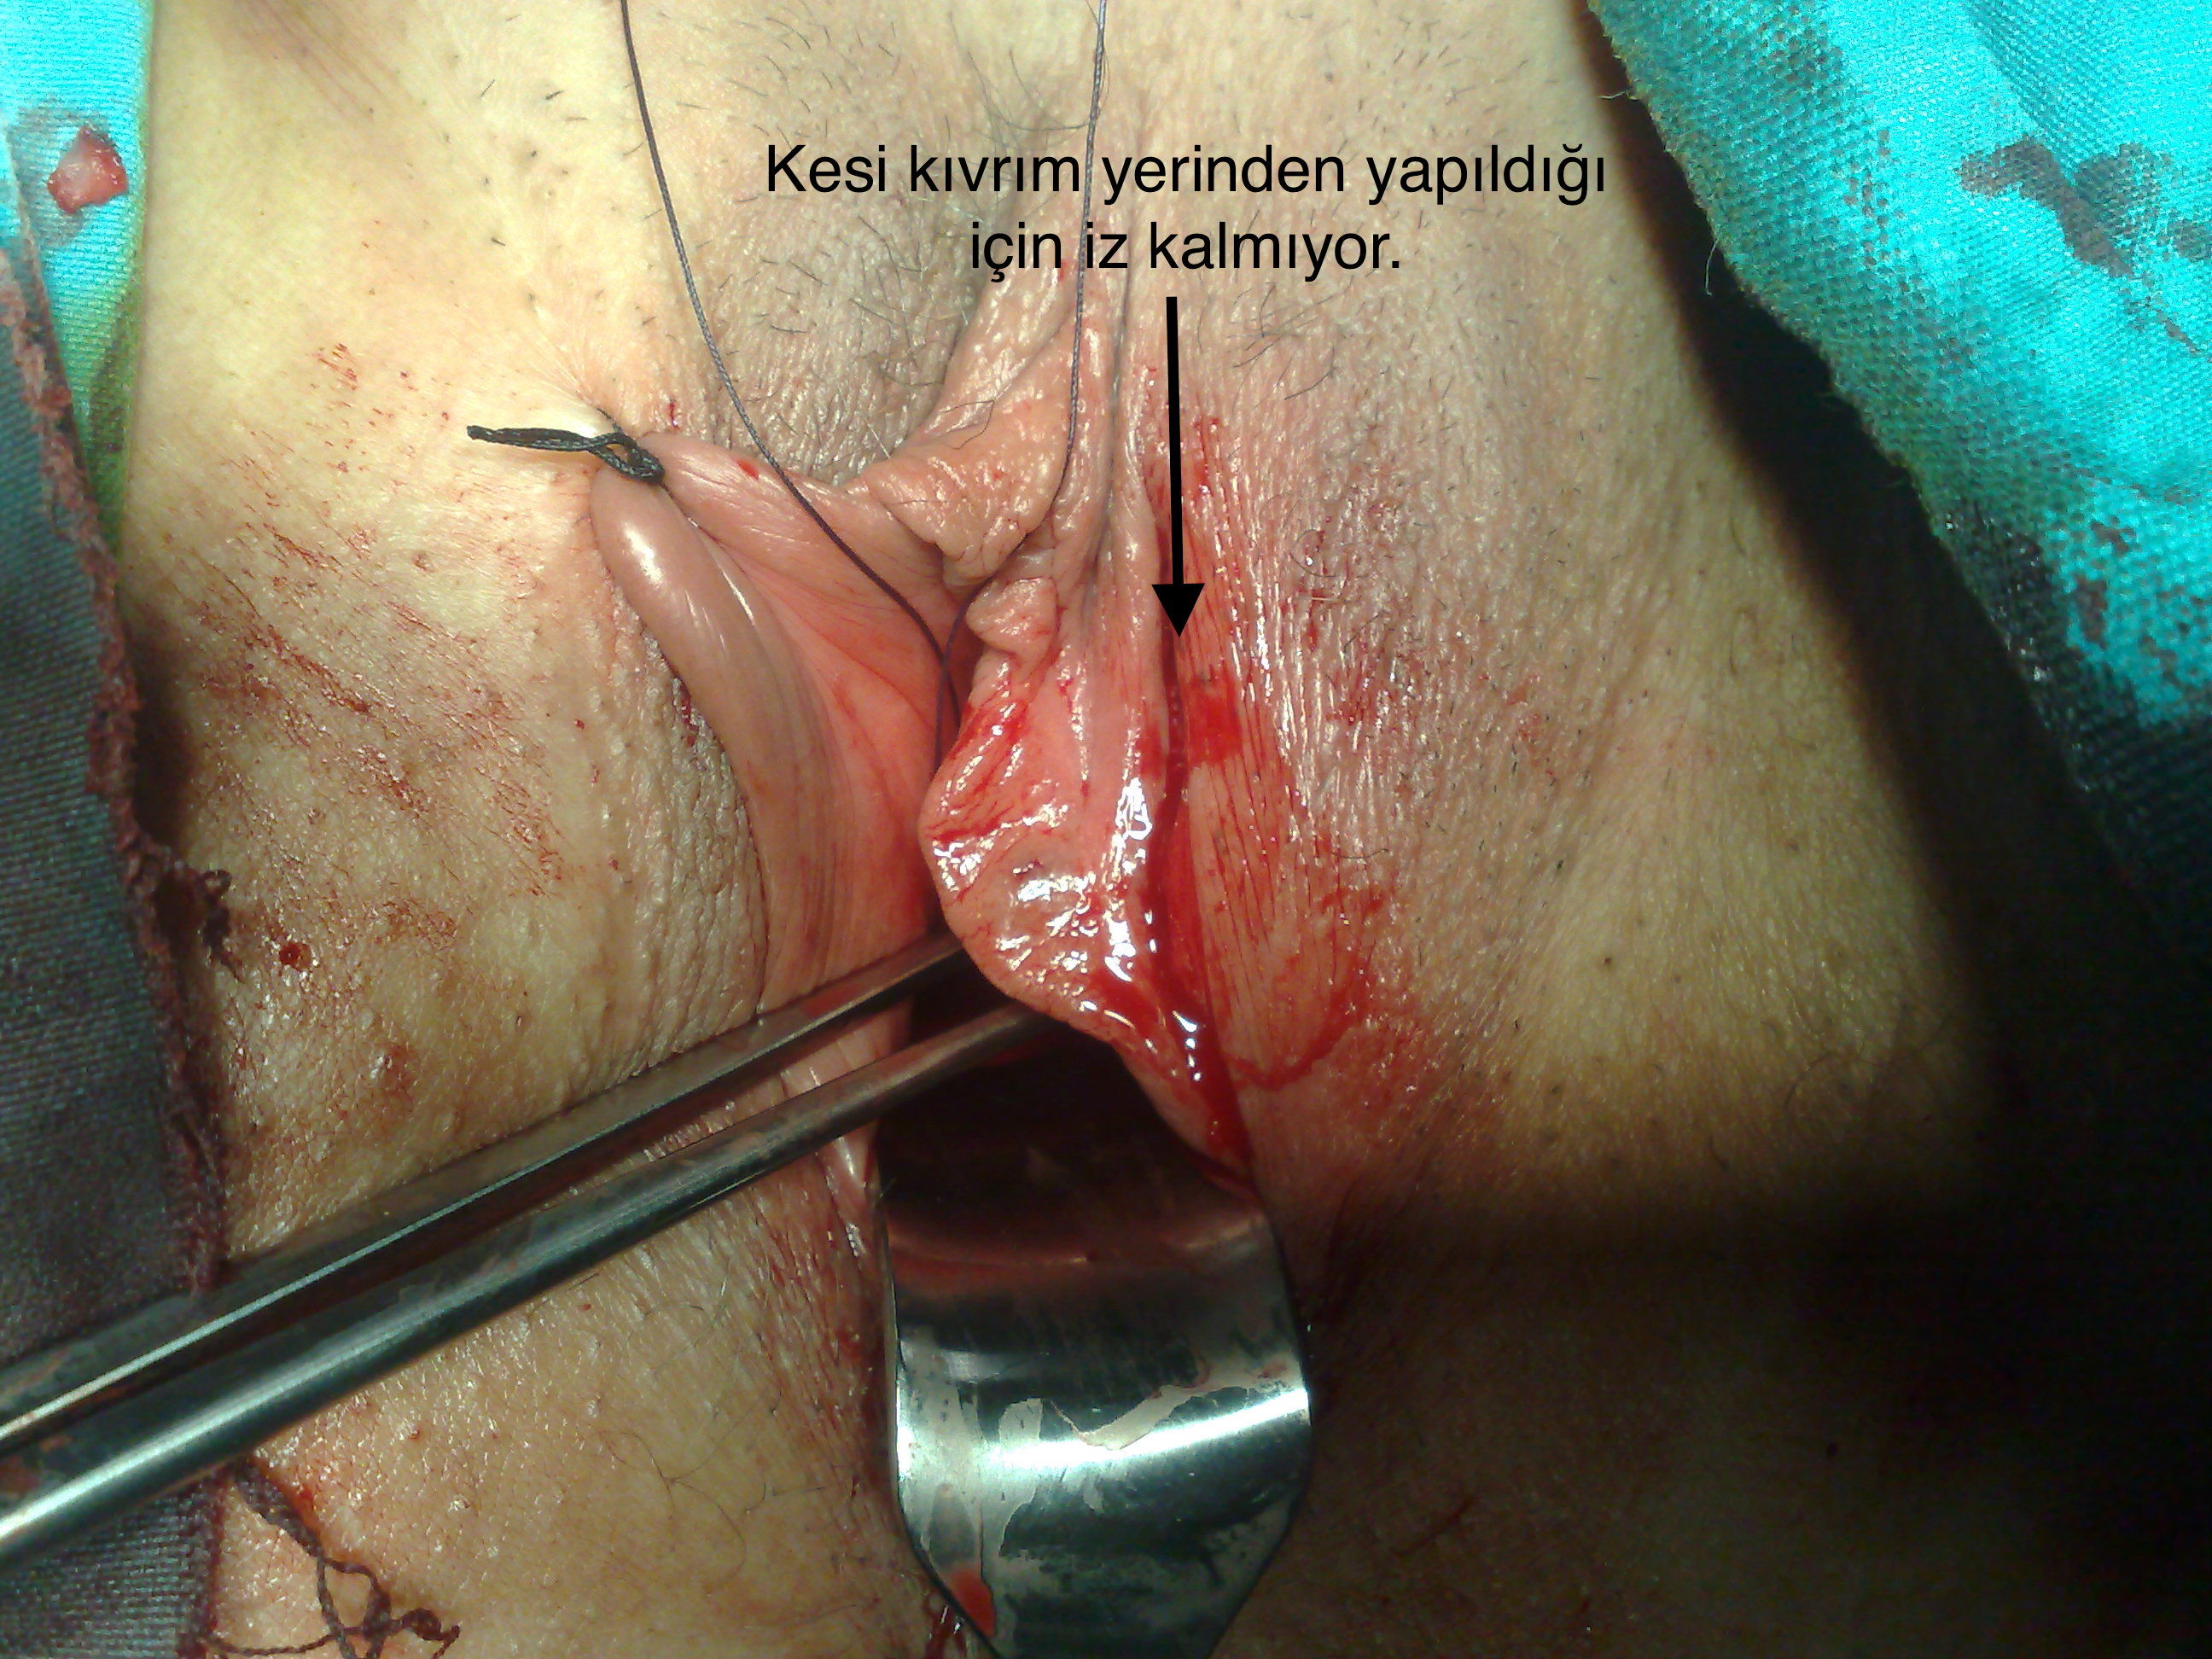 Kesi kıvrım yerinden yapıldığı
için iz kalmıyor.